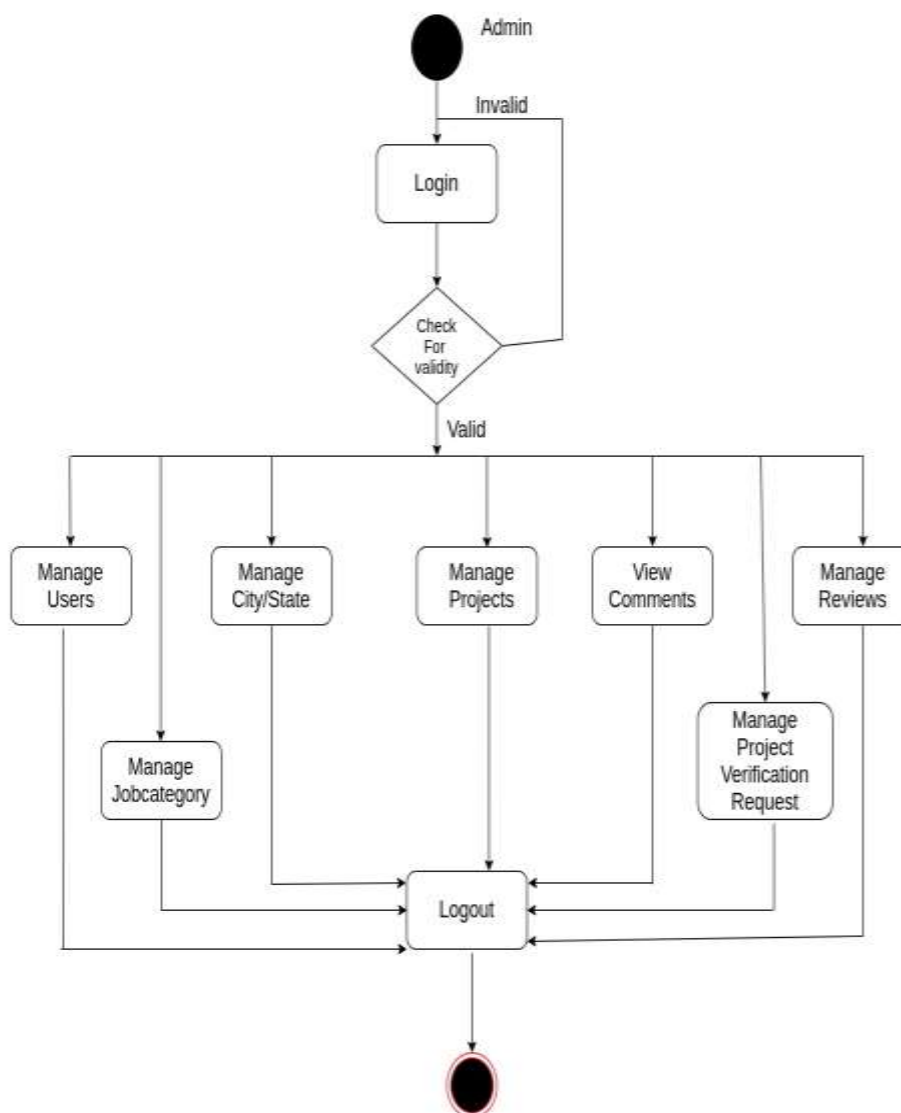 Admin
Invalid
Login
Check
For
validity
Valid
Manage
Users
Manage
City/State
Manage
Projects
View
Comments
Manage
Reviews
Manage
Jobcategory
Manage
Project
Verification
Request
Logout